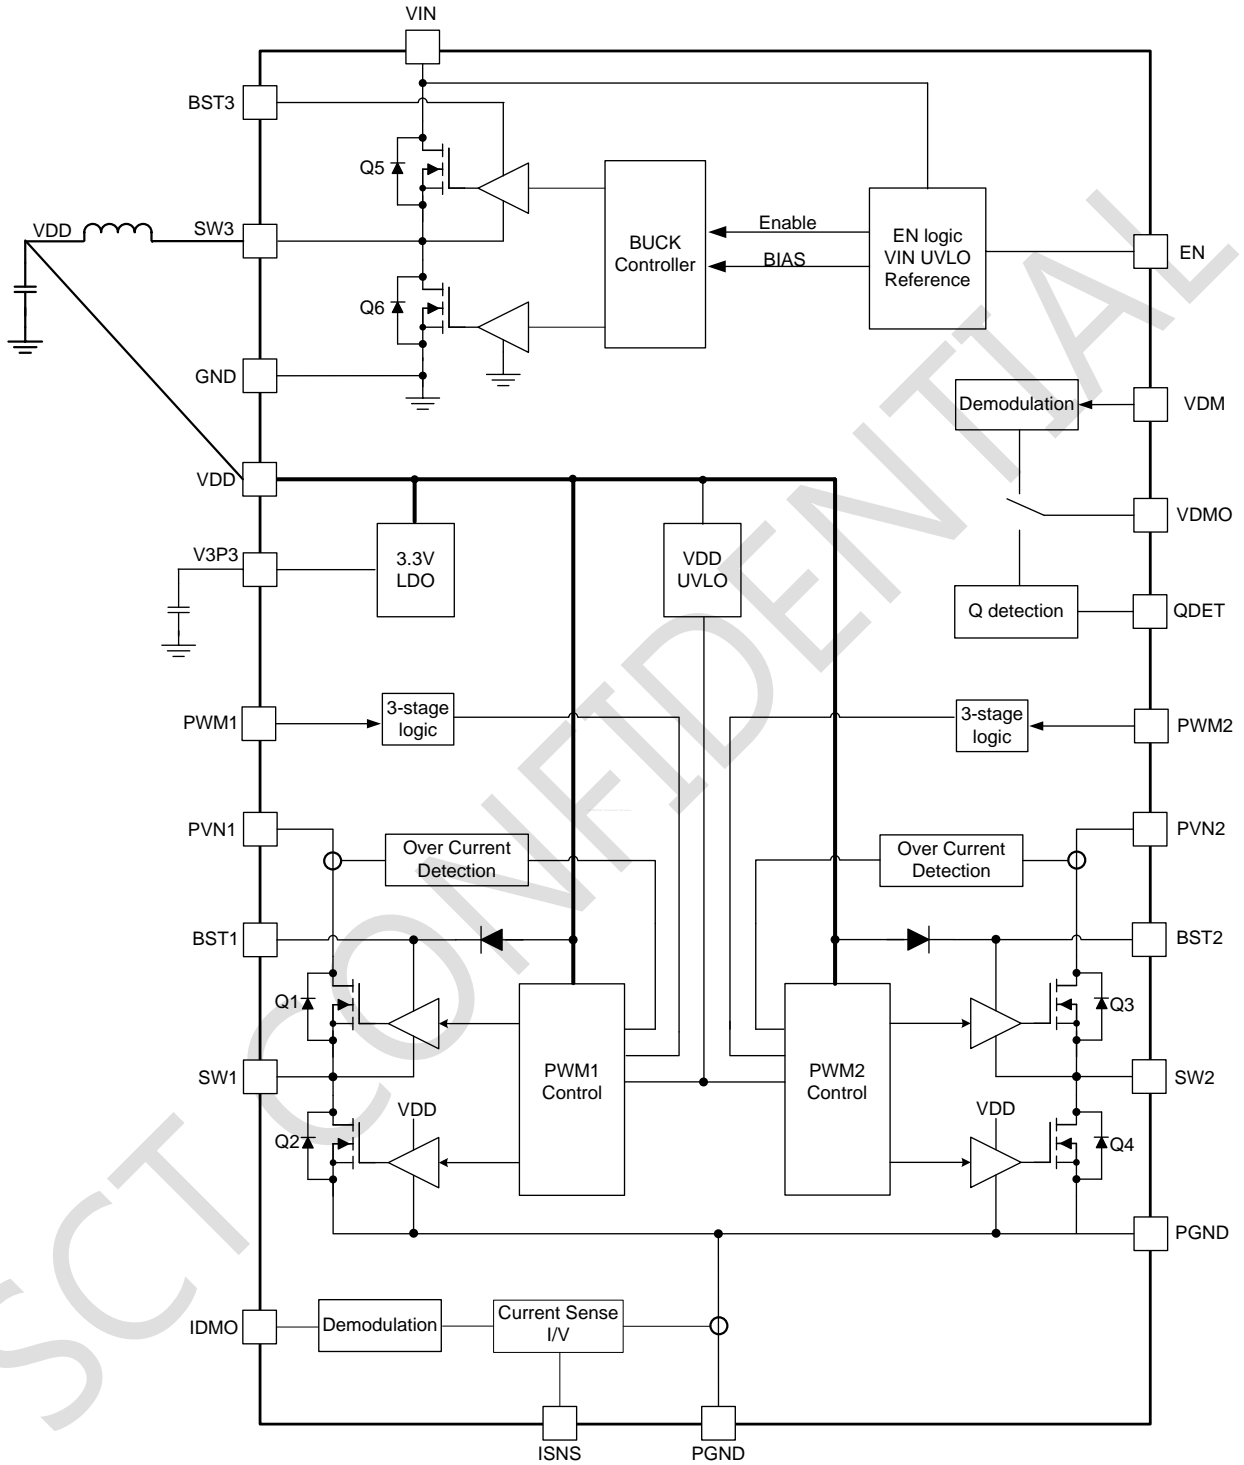 VIN
BST3
Q5
VDD
SW3
Enable
BUCK
Controller
EN logic
VIN UVLO
Reference
EN
BIAS
Q6
GND
Demodulation
VDM
VDD
VDMO
V3P3
3.3V
LDO
VDD
UVLO
Q detection
QDET
PWM1
3-stage
logic
3-stage
logic
PWM2
PVN1
Over Current
Detection
Over Current
Detection
PVN2
BST1
BST2
Q1
Q3
SW1
PWM1
Control
PWM2
Control
SW2
VDD
VDD
Q2
Q4
PGND
IDMO
Demodulation
Current Sense
I/V
ISNS
PGND
SCT CONFIDENTIAL